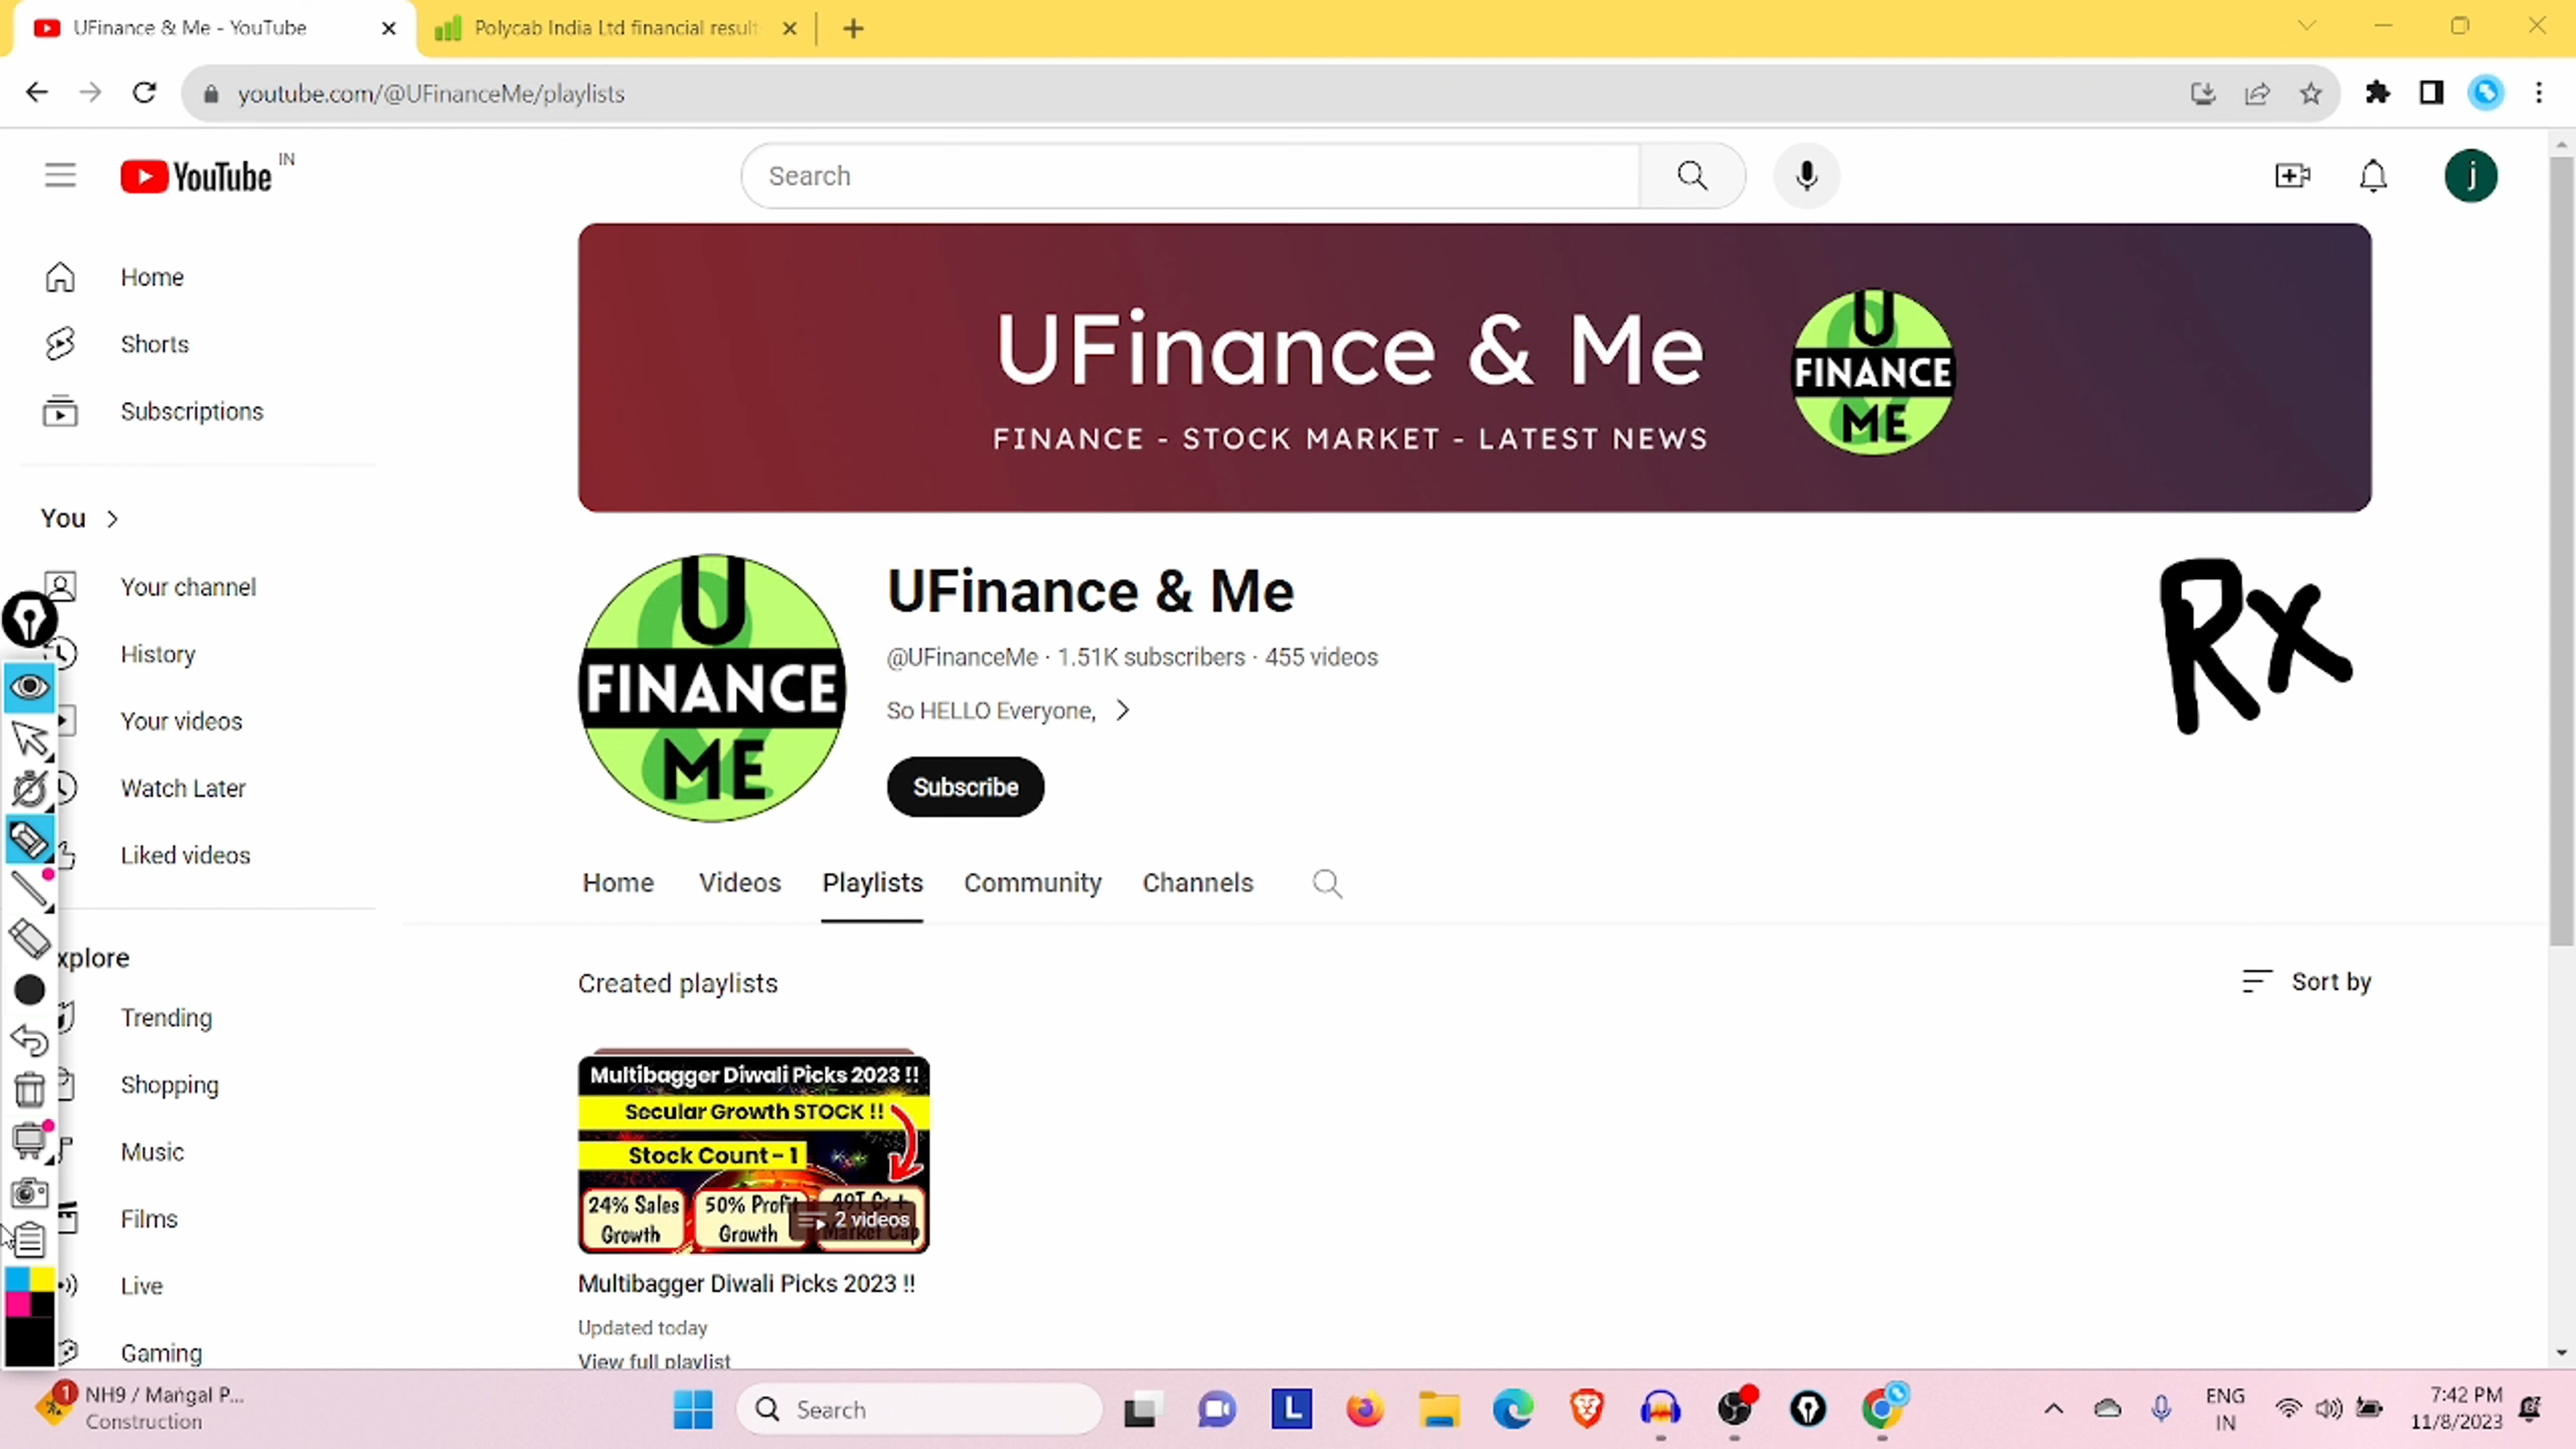 UFinance & Me - YouTube
Polycab India Ltd financial result
youtube.com/@UFinanceMe/playlists
YouTube IN
Search
j
Home
Shorts
Subscriptions
You
Your channel
History
Your videos
Watch Later
Liked videos
xplore
Trending
Shopping
Music
Films
Live
Gaming
UFinance & Me
FINANCE - STOCK MARKET - LATEST NEWS
U
FINANCE
ME
U
FINANCE
ME
UFinance & Me
@UFinanceMe · 1.51K subscribers · 455 videos
So HELLO Everyone,
Subscribe
Rx
Home Videos Playlists Community Channels
Created playlists
Sort by
Multibagger Diwali Picks 2023 !!
Secular Growth STOCK !!
Stock Count - 1
24% Sales Growth
50% Profit Growth
49T Cr + Market Cap
2 videos
Multibagger Diwali Picks 2023 !!
Updated today
View full playlist
1
NH9 / Mangal P...
Construction
Search
L
ENG
IN
7:42 PM
11/8/2023